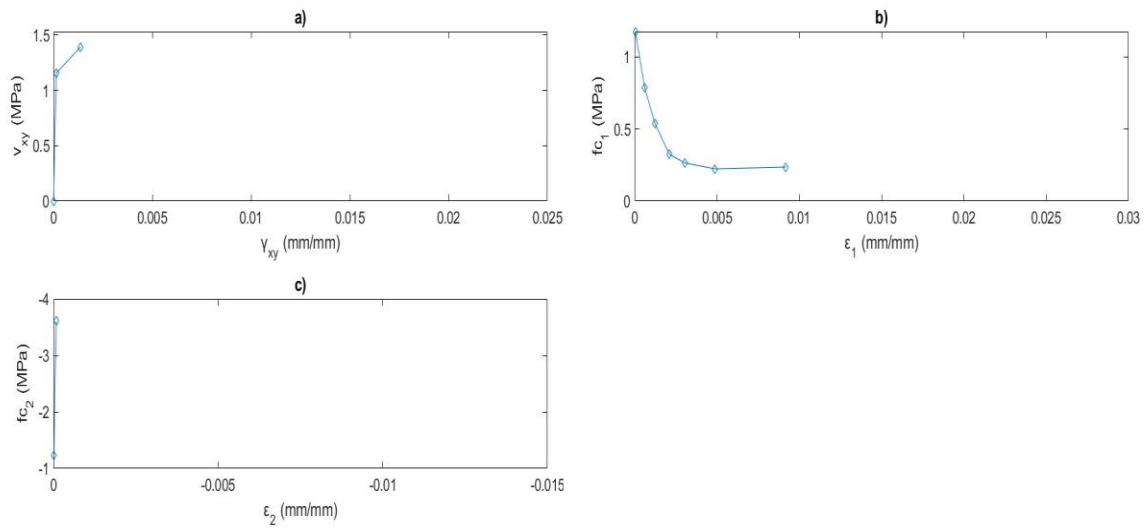 a)
1.5
1
0.5
0
v_xy (MPa)
0 0.005 0.01 0.015 0.02 0.025
γ_xy (mm/mm)
b)
1
0.5
0
fc_1 (MPa)
0 0.005 0.01 0.015 0.02 0.025 0.03
ε_1 (mm/mm)
c)
-4
-3
-2
-1
fc_2 (MPa)
0 -0.005 -0.01 -0.015
ε_2 (mm/mm)